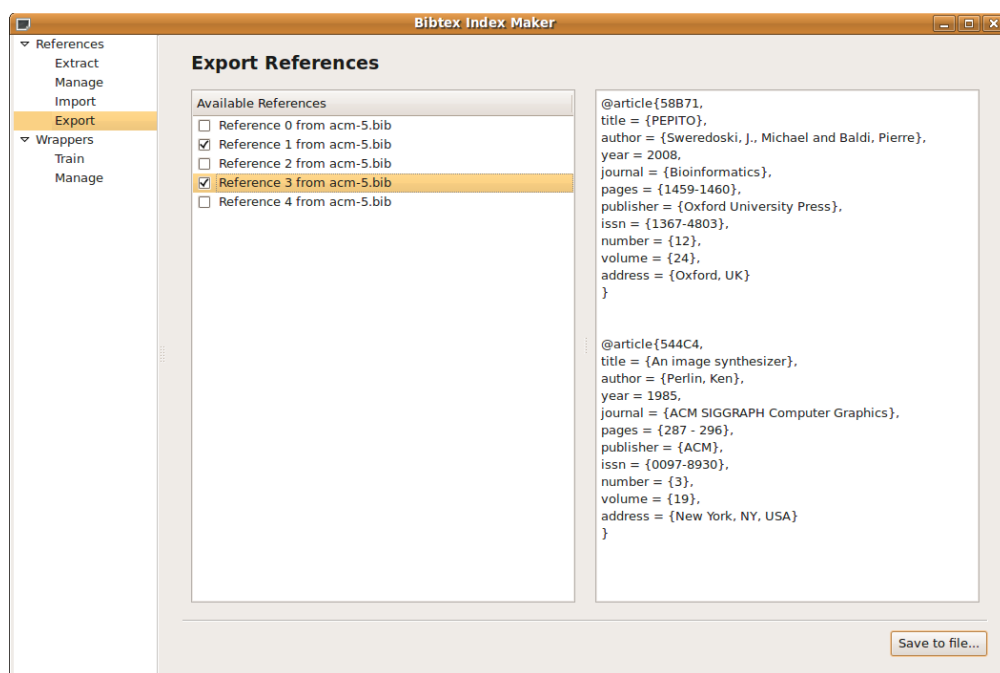 Bibtex Index Maker
References
Extract
Manage
Import
Export
Wrappers
Train
Manage
Export References
Available References
Reference 0 from acm-5.bib
Reference 1 from acm-5.bib
Reference 2 from acm-5.bib
Reference 3 from acm-5.bib
Reference 4 from acm-5.bib
@article{58B71,
title = {PEPITO},
author = {Sweredoski, J., Michael and Baldi, Pierre},
year = 2008,
journal = {Bioinformatics},
pages = {1459-1460},
publisher = {Oxford University Press},
issn = {1367-4803},
number = {12},
volume = {24},
address = {Oxford, UK}
}
@article{544C4,
title = {An image synthesizer},
author = {Perlin, Ken},
year = 1985,
journal = {ACM SIGGRAPH Computer Graphics},
pages = {287 - 296},
publisher = {ACM},
issn = {0097-8930},
number = {3},
volume = {19},
address = {New York, NY, USA}
}
Save to file...